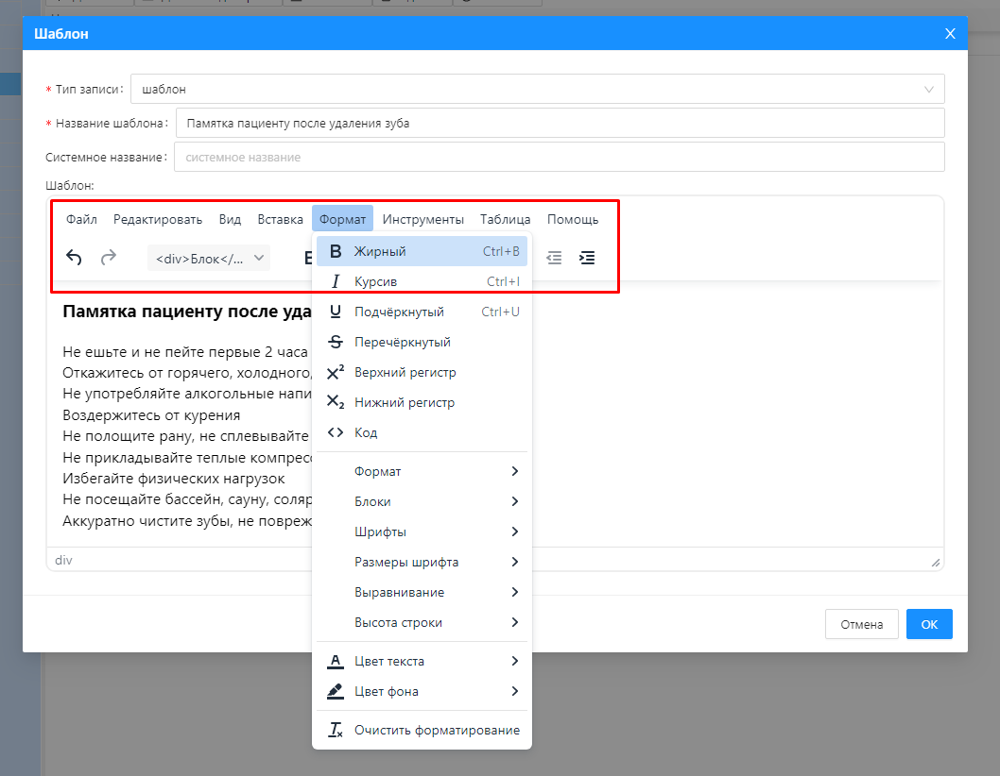 Шаблон
* Тип записи: шаблон
* Название шаблона: Памятка пациенту после удаления зуба
Системное название: системное название
Шаблон:
Файл Редактировать Вид Вставка Формат Инструменты Таблица Помощь
<div>Блок</...
B Жирный Ctrl+B
I Курсив Ctrl+I
U Подчёркнутый Ctrl+U
S Перечёркнутый
X² Верхний регистр
X₂ Нижний регистр
<> Код
Формат
Блоки
Шрифты
Размеры шрифта
Выравнивание
Высота строки
A Цвет текста
Цвет фона
Очистить форматирование
Памятка пациенту после уда
Не ешьте и не пейте первые 2 часа
Откажитесь от горячего, холодного,
Не употребляйте алкогольные напи
Воздержитесь от курения
Не полощите рану, не сплевывайте
Не прикладывайте теплые компресс
Избегайте физических нагрузок
Не посещайте бассейн, сауну, соляр
Аккуратно чистите зубы, не повреж
div
Отмена OK